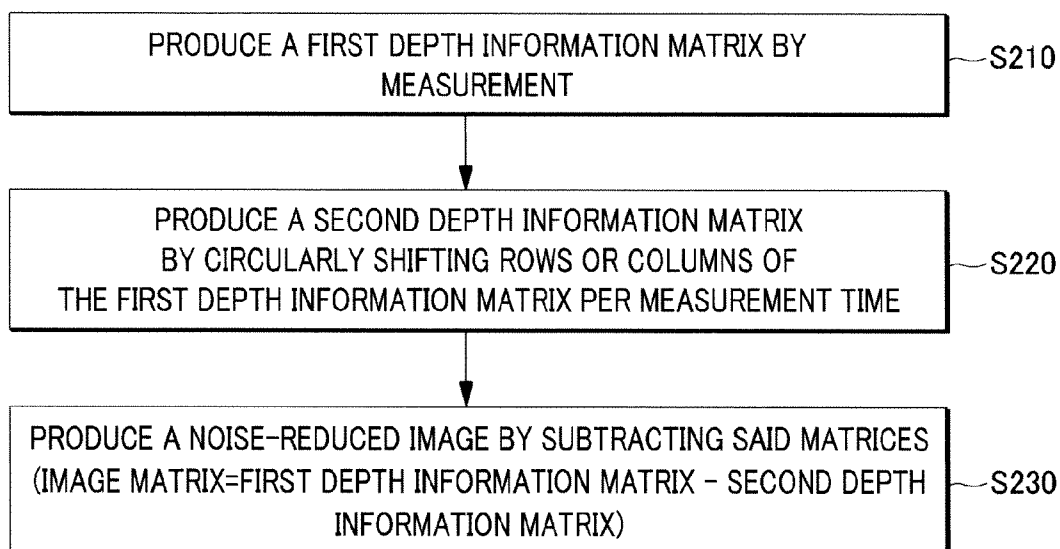 PRODUCE A FIRST DEPTH INFORMATION MATRIX BY
MEASUREMENT
S210
PRODUCE A SECOND DEPTH INFORMATION MATRIX
BY CIRCULARLY SHIFTING ROWS OR COLUMNS OF
THE FIRST DEPTH INFORMATION MATRIX PER MEASUREMENT TIME
S220
PRODUCE A NOISE-REDUCED IMAGE BY SUBTRACTING SAID MATRICES
(IMAGE MATRIX=FIRST DEPTH INFORMATION MATRIX - SECOND DEPTH
INFORMATION MATRIX)
S230